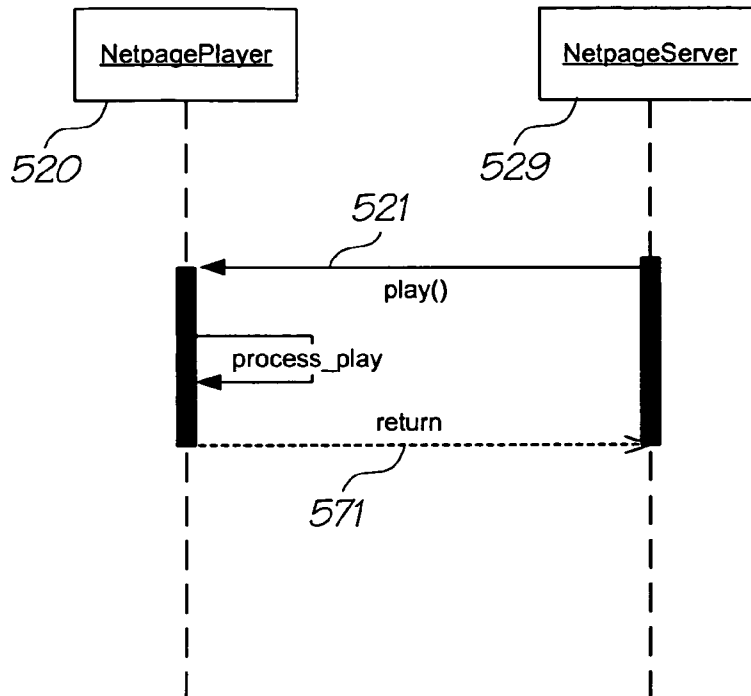 NetpagePlayer
NetpageServer
520
529
521
play()
process_play
return
571